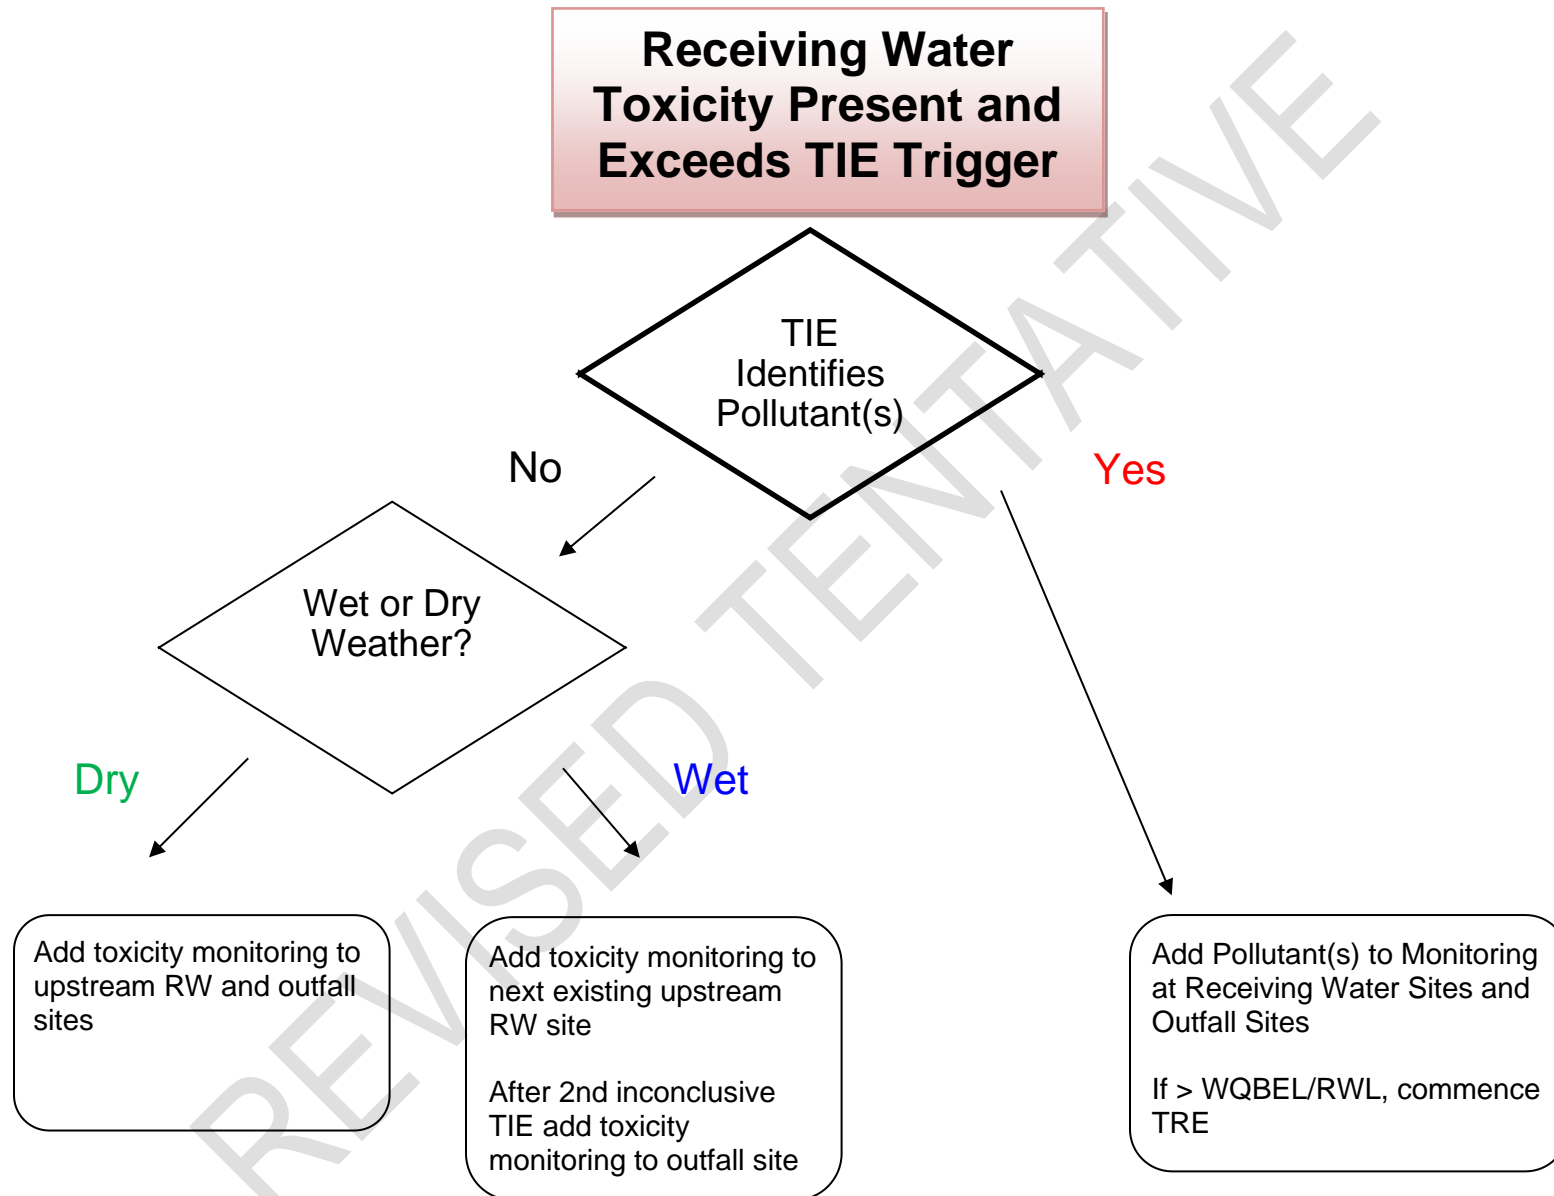 Receiving Water
Toxicity Present and
Exceeds TIE Trigger
TIE
Identifies
Pollutant(s)
No
Yes
Wet or Dry
Weather?
Dry
Wet
Add toxicity monitoring to
upstream RW and outfall
sites
Add toxicity monitoring to
next existing upstream
RW site
After 2nd inconclusive
TIE add toxicity
monitoring to outfall site
Add Pollutant(s) to Monitoring
at Receiving Water Sites and
Outfall Sites
If > WQBEL/RWL, commence
TRE
REVISED TENTATIVE